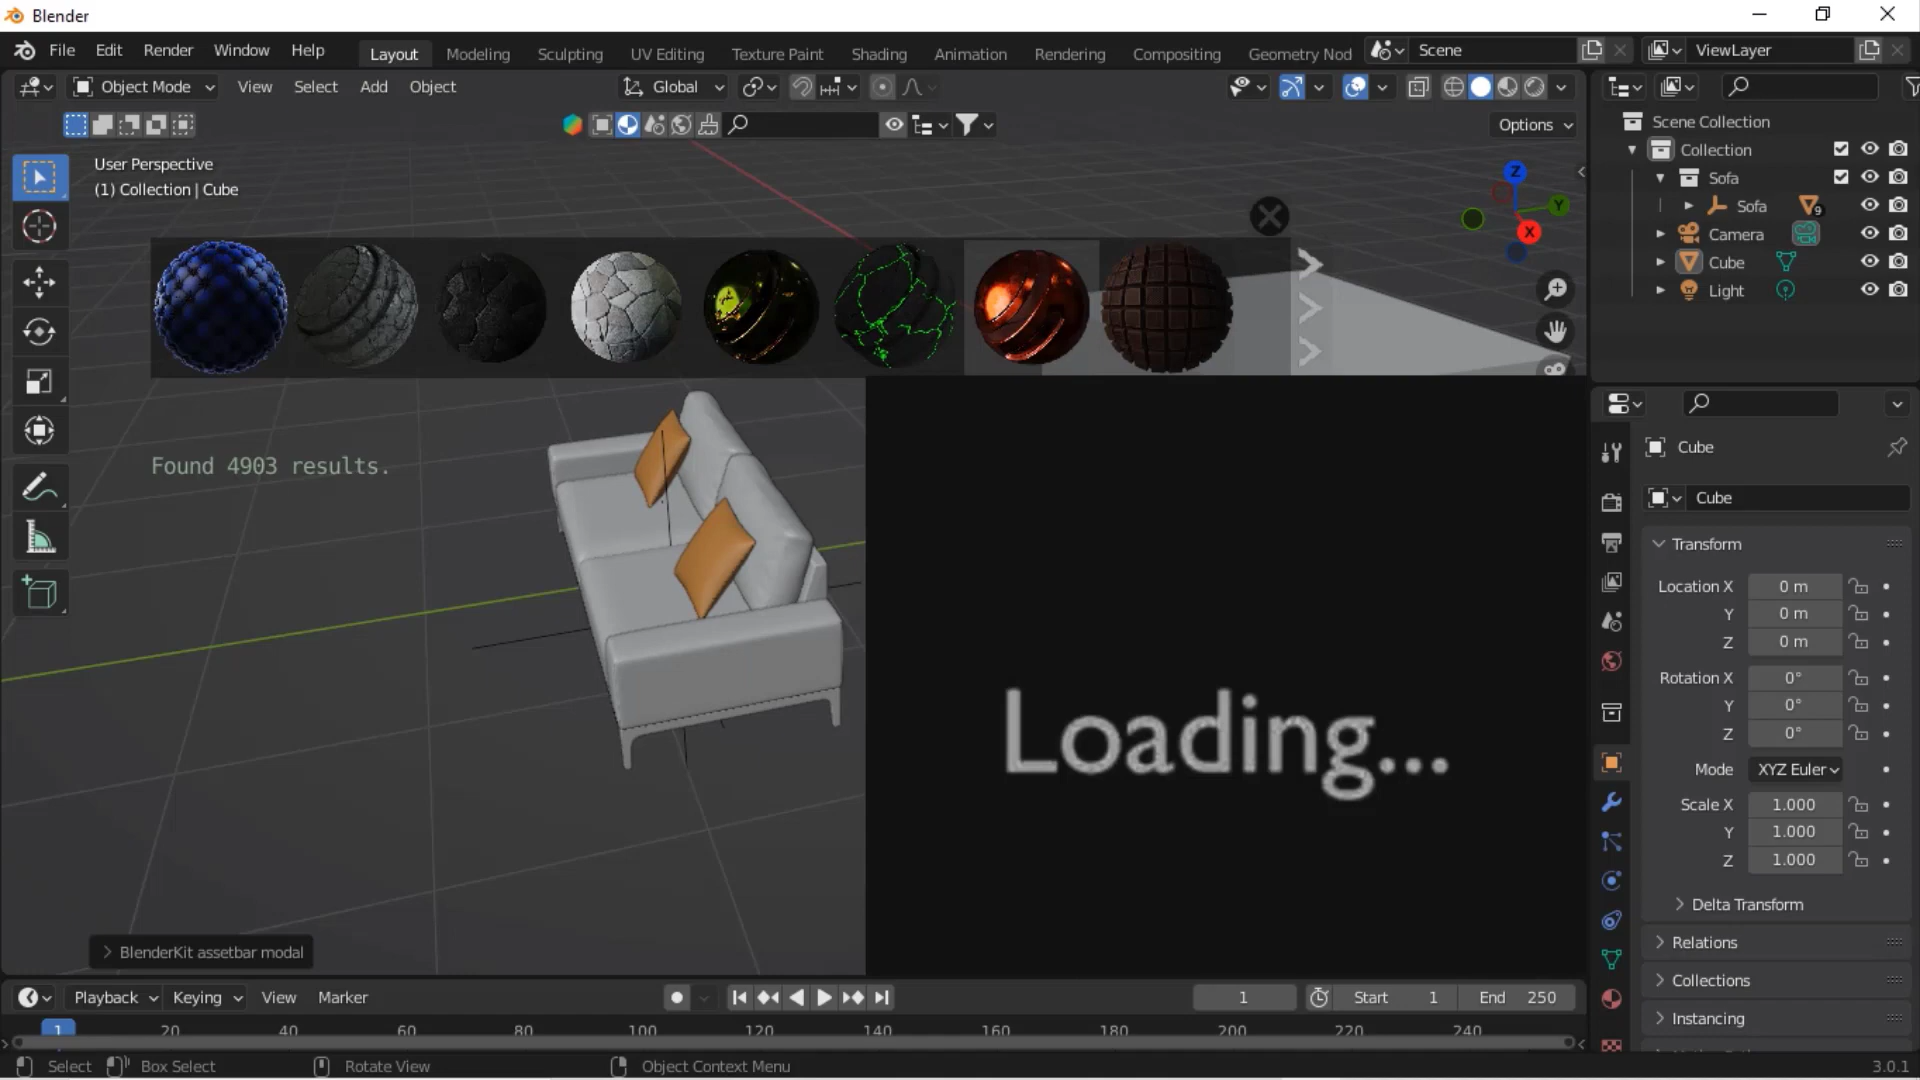 Blender
File Edit Render Window Help Layout Modeling Sculpting UV Editing Texture Paint Shading Animation Rendering Compositing Geometry Nod Scene ViewLayer
Object Mode View Select Add Object Global
Options
User Perspective
(1) Collection | Cube
Z
Y
X
Scene Collection
Collection
Sofa
Sofa 9
Camera
Cube
Light
Found 4903 results.
Loading...
Cube
Cube
Transform
Location X 0 m
Y 0 m
Z 0 m
Rotation X 0°
Y 0°
Z 0°
Mode XYZ Euler
Scale X 1.000
Y 1.000
Z 1.000
Delta Transform
Relations
Collections
Instancing
BlenderKit assetbar modal
Playback Keying View Marker 1 Start 1 End 250
1 20 40 60 80 100 120 140 160 180 200 220 240
Select Box Select Rotate View Object Context Menu 3.0.1